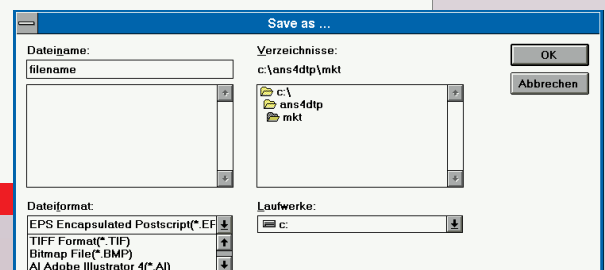 Save as ...
Dateiname:
filename
Verzeichnisse:
c:\ans4dtp\mkt
c:\
ans4dtp
mkt
OK
Abbrechen
Dateiformat:
EPS Encapsulated Postscript(*.EF
TIFF Format(*.TIF)
Bitmap File(*.BMP)
AI Adobe Illustrator 4(*.AI)
Laufwerke:
c: